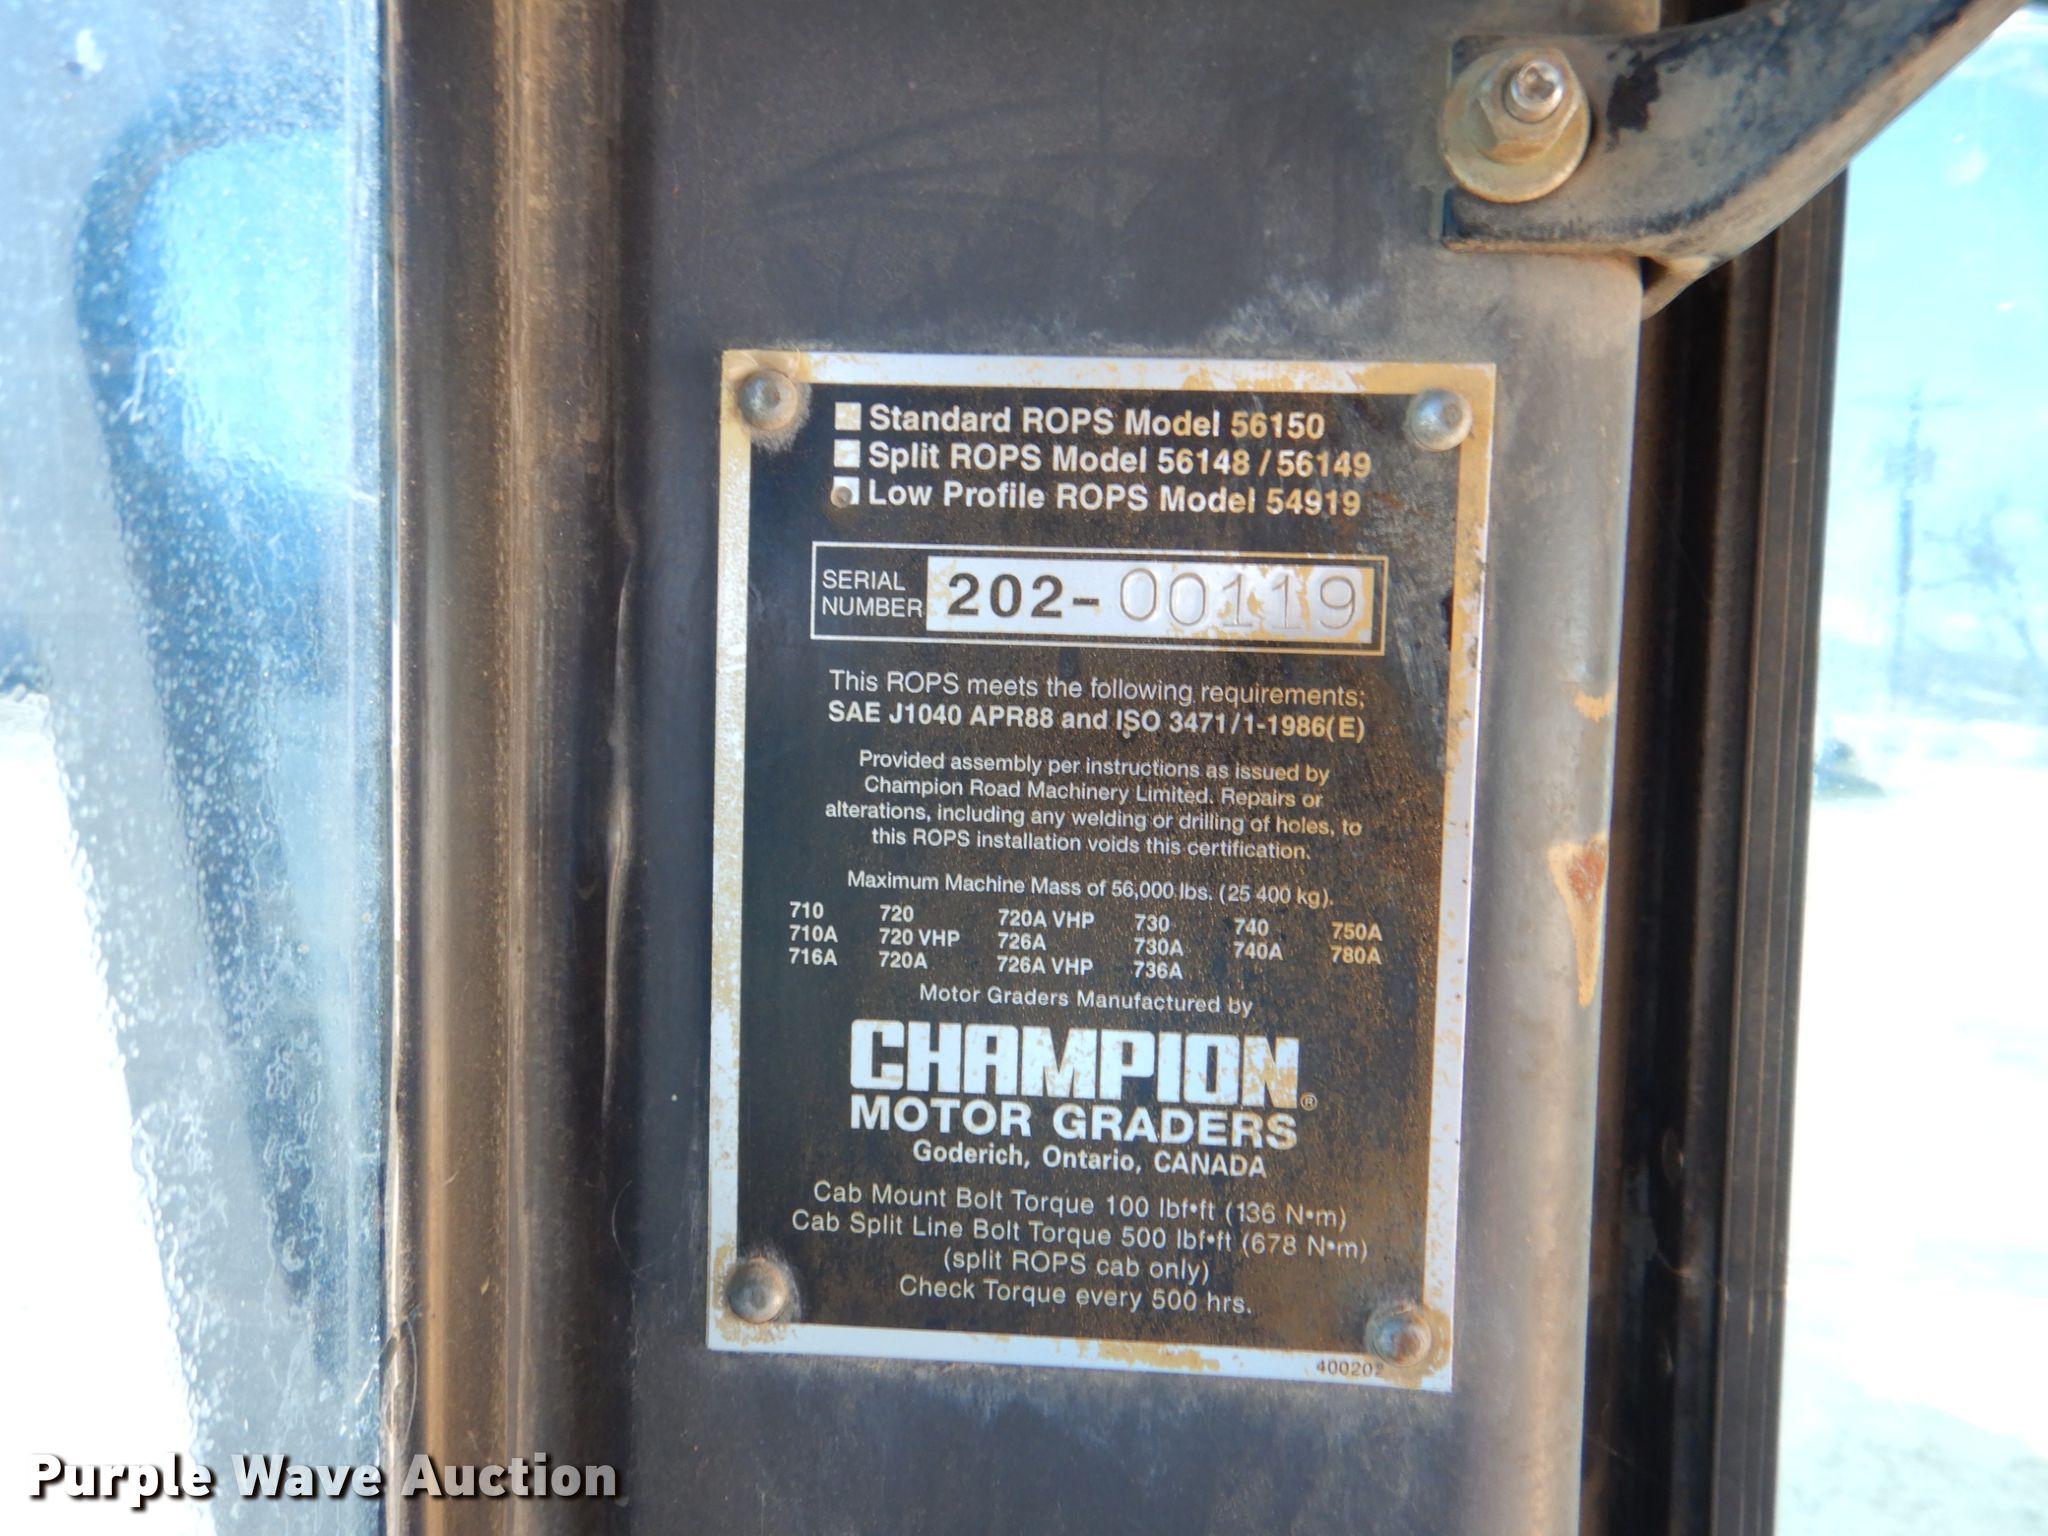 Standard ROPS Model 56150
Split ROPS Model 56148 / 56149
Low Profile ROPS Model 54919
SERIAL NUMBER 202-00119
This ROPS meets the following requirements;
SAE J1040 APR88 and ISO 3471/1-1986(E)
Provided assembly per instructions as issued by
Champion Road Machinery Limited. Repairs or
alterations, including any welding or drilling of holes, to
this ROPS installation voids this certification.
Maximum Machine Mass of 56,000 lbs. (25 400 kg).
710 720 720A VHP 730 740 750A
710A 720 VHP 726A 730A 740A 780A
716A 720A 726A VHP 736A
Motor Graders Manufactured by
CHAMPION®
MOTOR GRADERS
Goderich, Ontario, CANADA
Cab Mount Bolt Torque 100 lbf•ft (136 N•m)
Cab Split Line Bolt Torque 500 lbf•ft (678 N•m)
(split ROPS cab only)
Check Torque every 500 hrs.
Purple Wave Auction